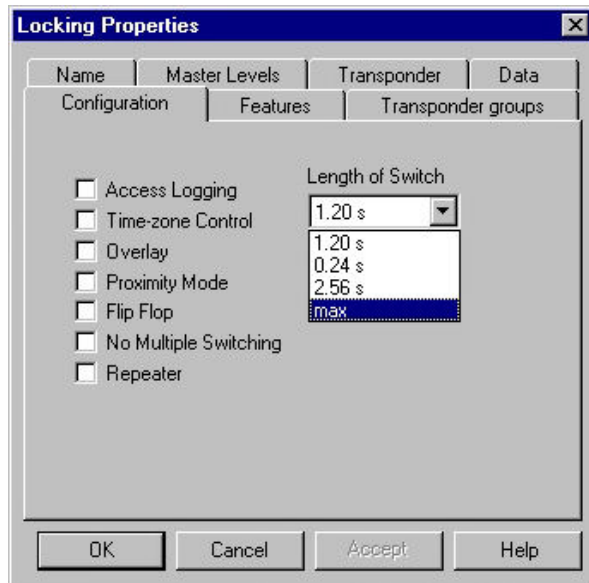 Locking Properties
Name Master Levels Transponder Data
Configuration Features Transponder groups
Length of Switch
Access Logging
1.20 s
Time-zone Control
1.20 s
Overlay
0.24 s
Proximity Mode
2.56 s
Flip Flop
max
No Multiple Switching
Repeater
OK Cancel Accept Help